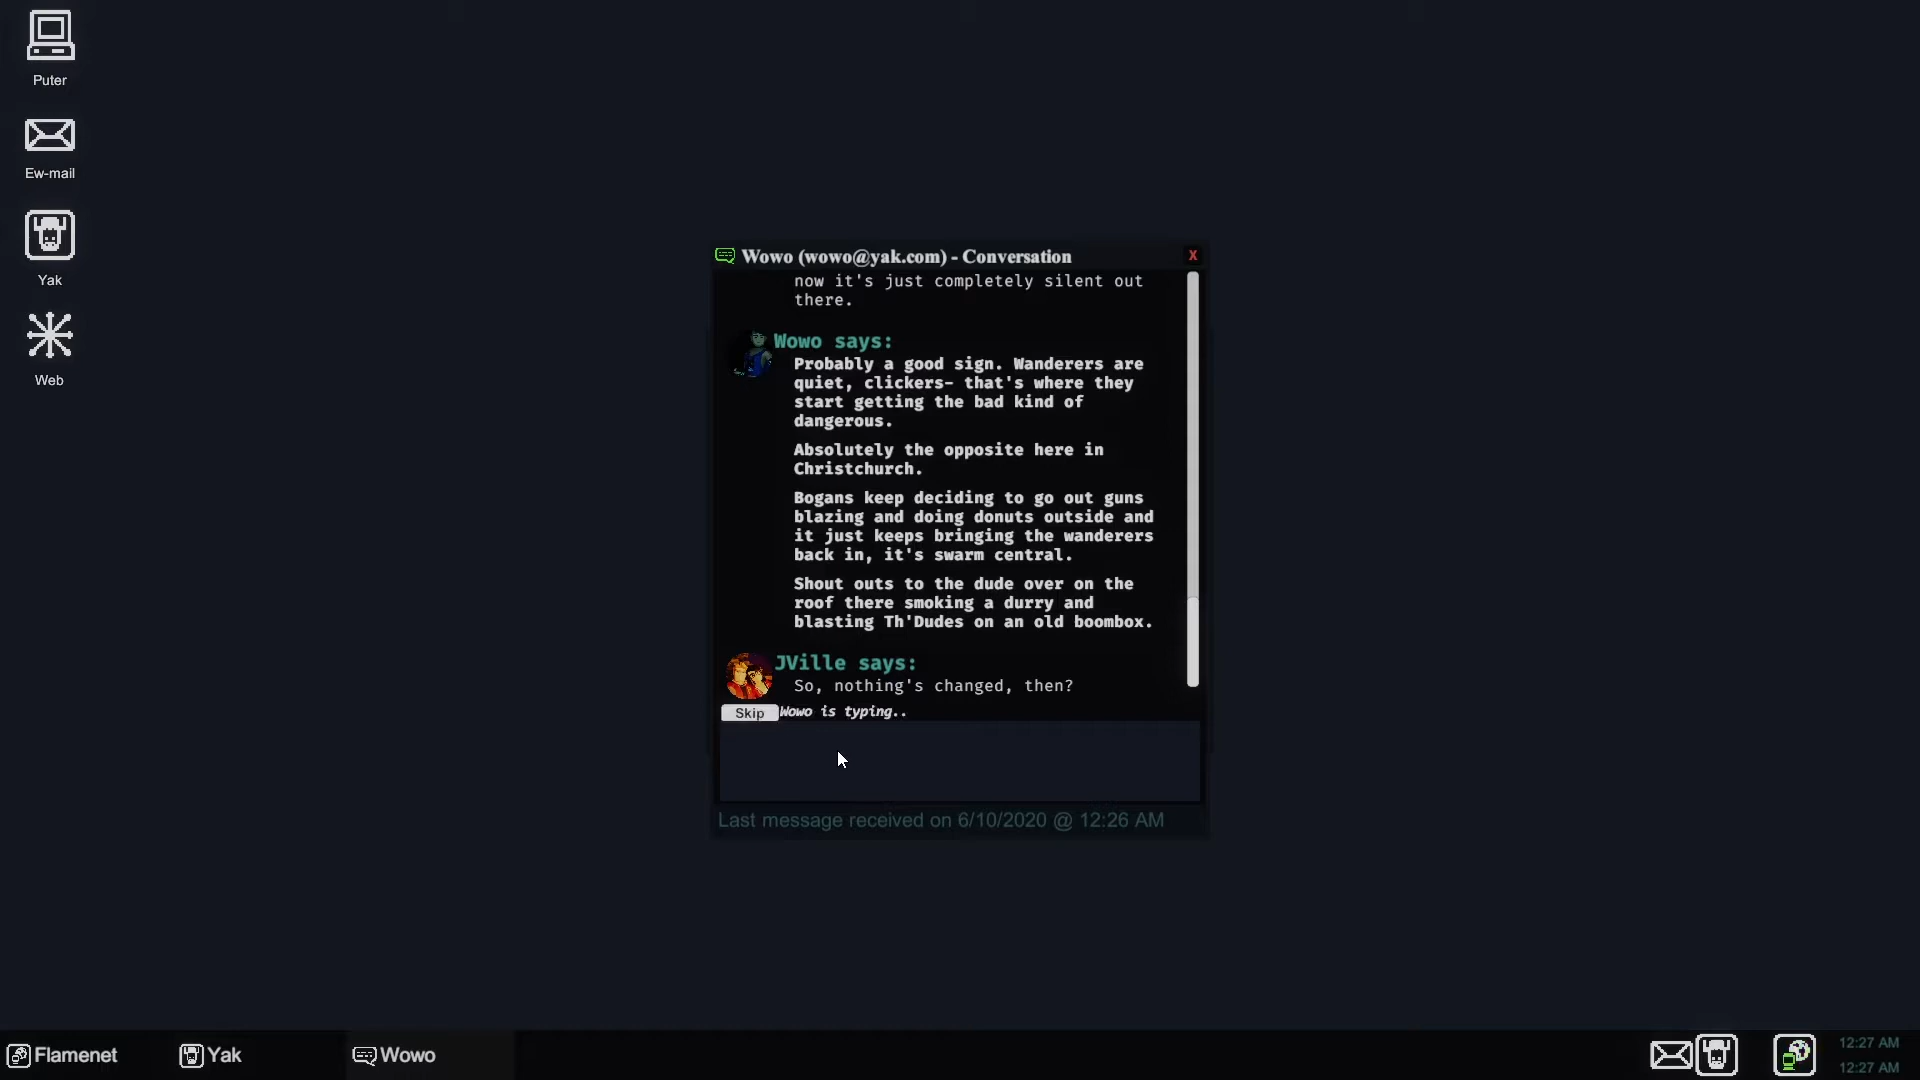 Puter
Ew-mail
Yak
Web
Wowo (wowo@yak.com) - Conversation
X
now it's just completely silent out
there.
Wowo says:
Probably a good sign. Wanderers are
quiet, clickers- that's where they
start getting the bad kind of
dangerous.
Absolutely the opposite here in
Christchurch.
Bogans keep deciding to go out guns
blazing and doing donuts outside and
it just keeps bringing the wanderers
back in, it's swarm central.
Shout outs to the dude over on the
roof there smoking a durry and
blasting Th'Dudes on an old boombox.
JVille says:
So, nothing's changed, then?
Skip Wowo is typing..
Last message received on 6/10/2020 @ 12:26 AM
Flamenet Yak Wowo
12:27 AM
12:27 AM